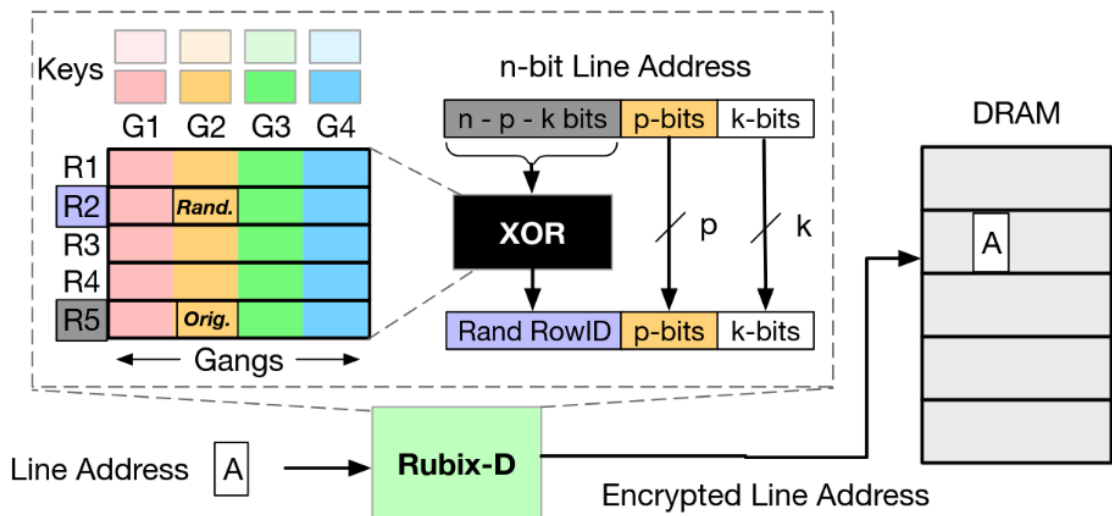 Keys
G1 G2 G3 G4
R1
R2
R3
R4
R5
Rand.
Orig.
Gangs
n-bit Line Address
n - p - k bits p-bits k-bits
XOR
p
k
Rand RowID p-bits k-bits
DRAM
A
Line Address A
Rubix-D
Encrypted Line Address